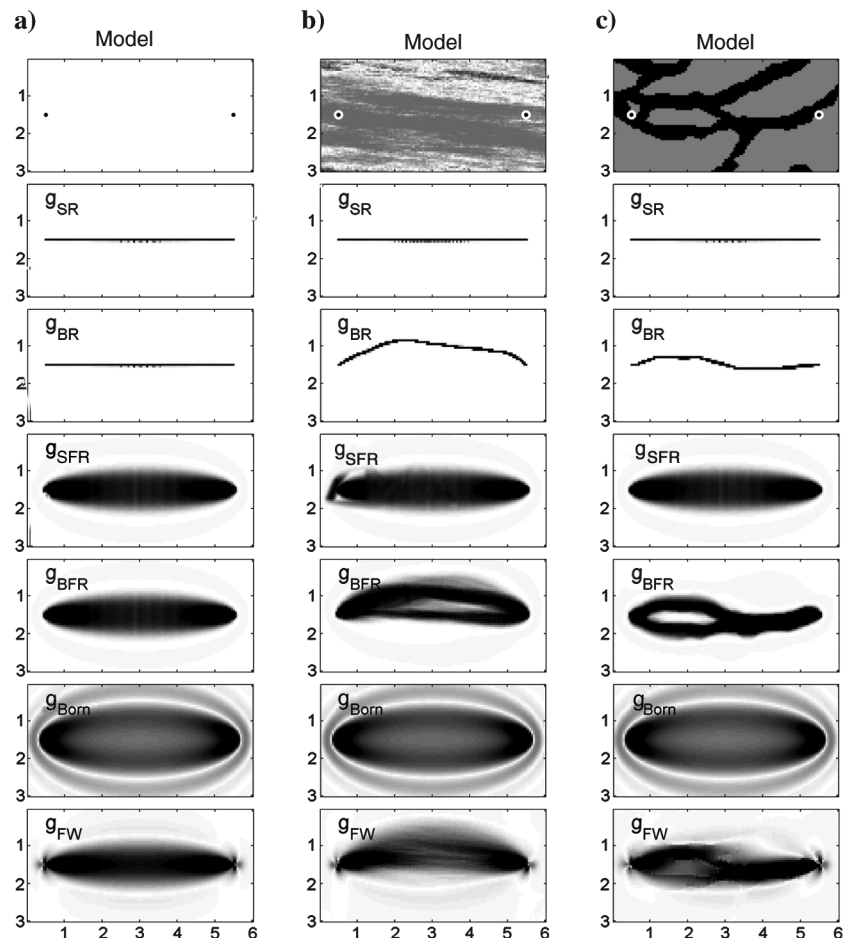 a) b) c)
Model Model Model
1 1 1
2 2 2
3 3 3
gSR gSR gSR
1 1 1
2 2 2
3 3 3
gBR gBR gBR
1 1 1
2 2 2
3 3 3
gSFR gSFR gSFR
1 1 1
2 2 2
3 3 3
gBFR gBFR gBFR
1 1 1
2 2 2
3 3 3
gBorn gBorn gBorn
1 1 1
2 2 2
3 3 3
gFW gFW gFW
1 1 1
2 2 2
3 3 3
1 2 3 4 5 6 1 2 3 4 5 6 1 2 3 4 5 6